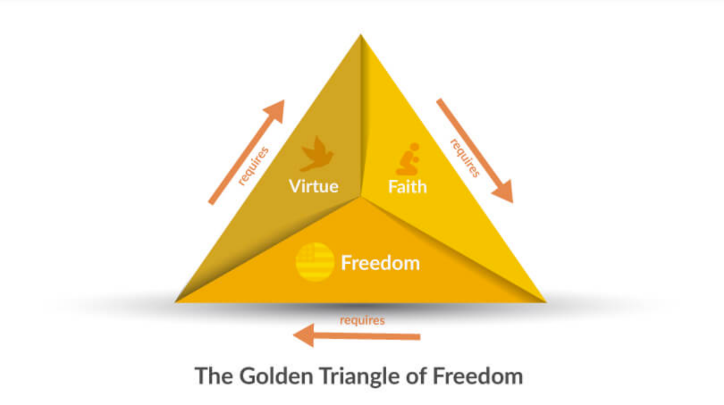 requires
requires
Virtue
Faith
Freedom
requires
The Golden Triangle of Freedom